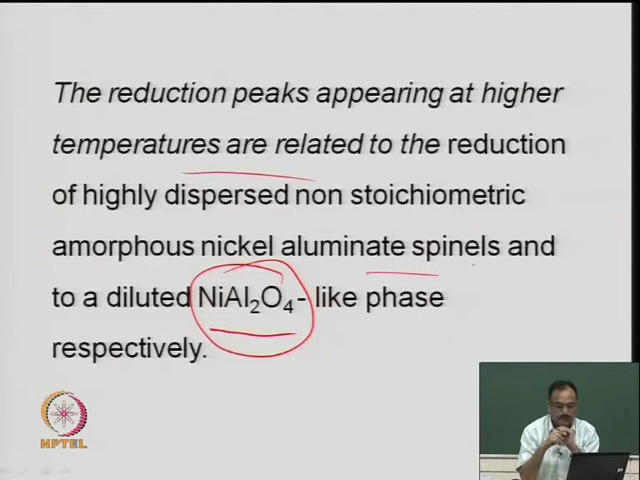 The reduction peaks appearing at higher
temperatures are related to the reduction
of highly dispersed non stoichiometric
amorphous nickel aluminate spinels and
to a diluted NiAl₂O₄- like phase
respectively.
NPTEL